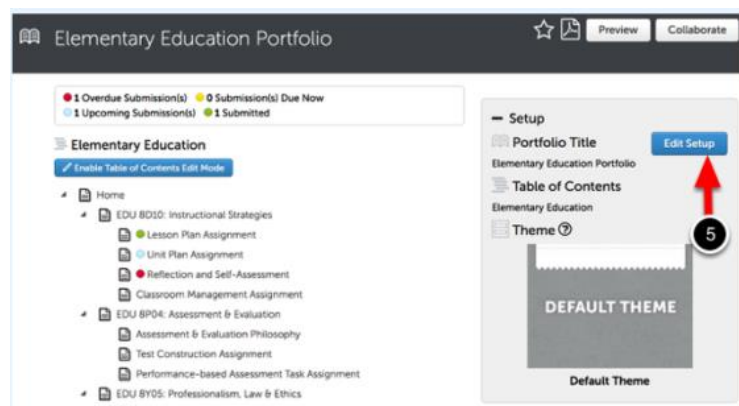 Elementary Education Portfolio
Preview
Collaborate
1 Overdue Submission(s) 0 Submission(s) Due Now
1 Upcoming Submission(s) 1 Submitted
Elementary Education
Enable Table of Contents Edit Mode
Home
EDU 8D10: Instructional Strategies
Lesson Plan Assignment
Unit Plan Assignment
Reflection and Self-Assessment
Classroom Management Assignment
EDU 8P04: Assessment & Evaluation
Assessment & Evaluation Philosophy
Test Construction Assignment
Performance-based Assessment Task Assignment
EDU 8Y05: Professionalism, Law & Ethics
Setup
Portfolio Title
Edit Setup
Elementary Education Portfolio
Table of Contents
Elementary Education
5
Theme ?
DEFAULT THEME
Default Theme